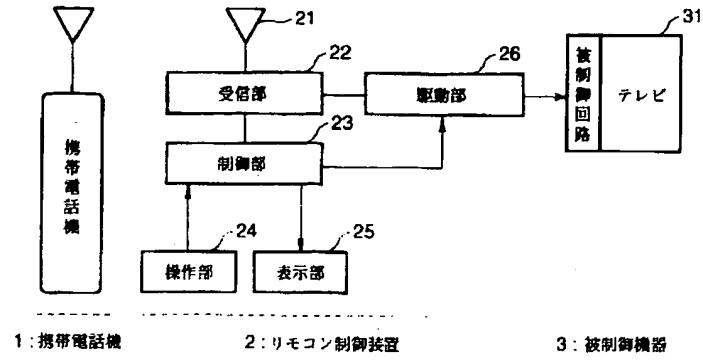 21
22
受信部
23
制御部
24
操作部
25
表示部
26
駆動部
31
被制御回路
テレビ
携帯電話機
1:携帯電話機
2:リモコン制御装置
3:被制御機器